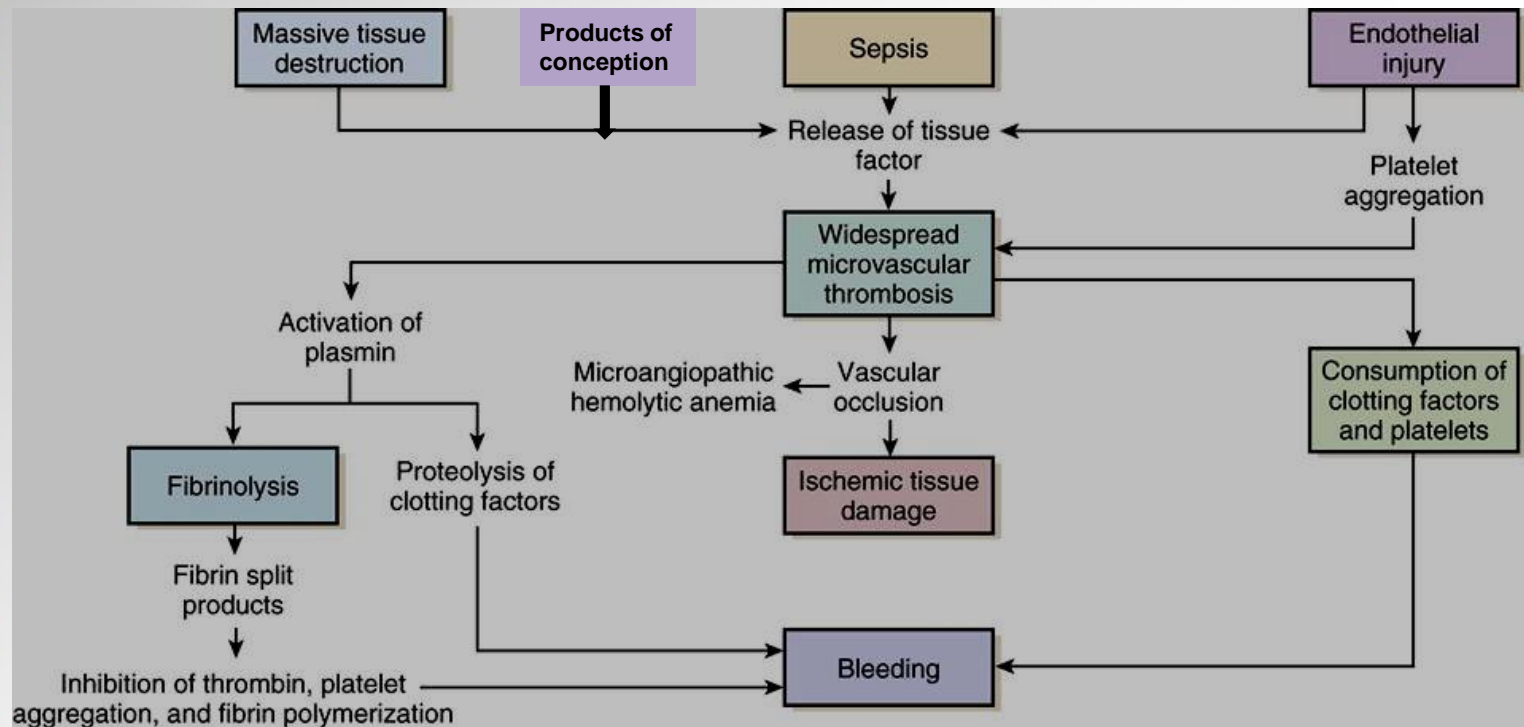 Massive tissue
destruction
Products of
conception
Sepsis
Endothelial
injury
Release of tissue
factor
Platelet
aggregation
Widespread
microvascular
thrombosis
Activation of
plasmin
Microangiopathic
hemolytic anemia
Vascular
occlusion
Consumption of
clotting factors
and platelets
Fibrinolysis
Proteolysis of
clotting factors
Ischemic tissue
damage
Fibrin split
products
Bleeding
Inhibition of thrombin, platelet
aggregation, and fibrin polymerization